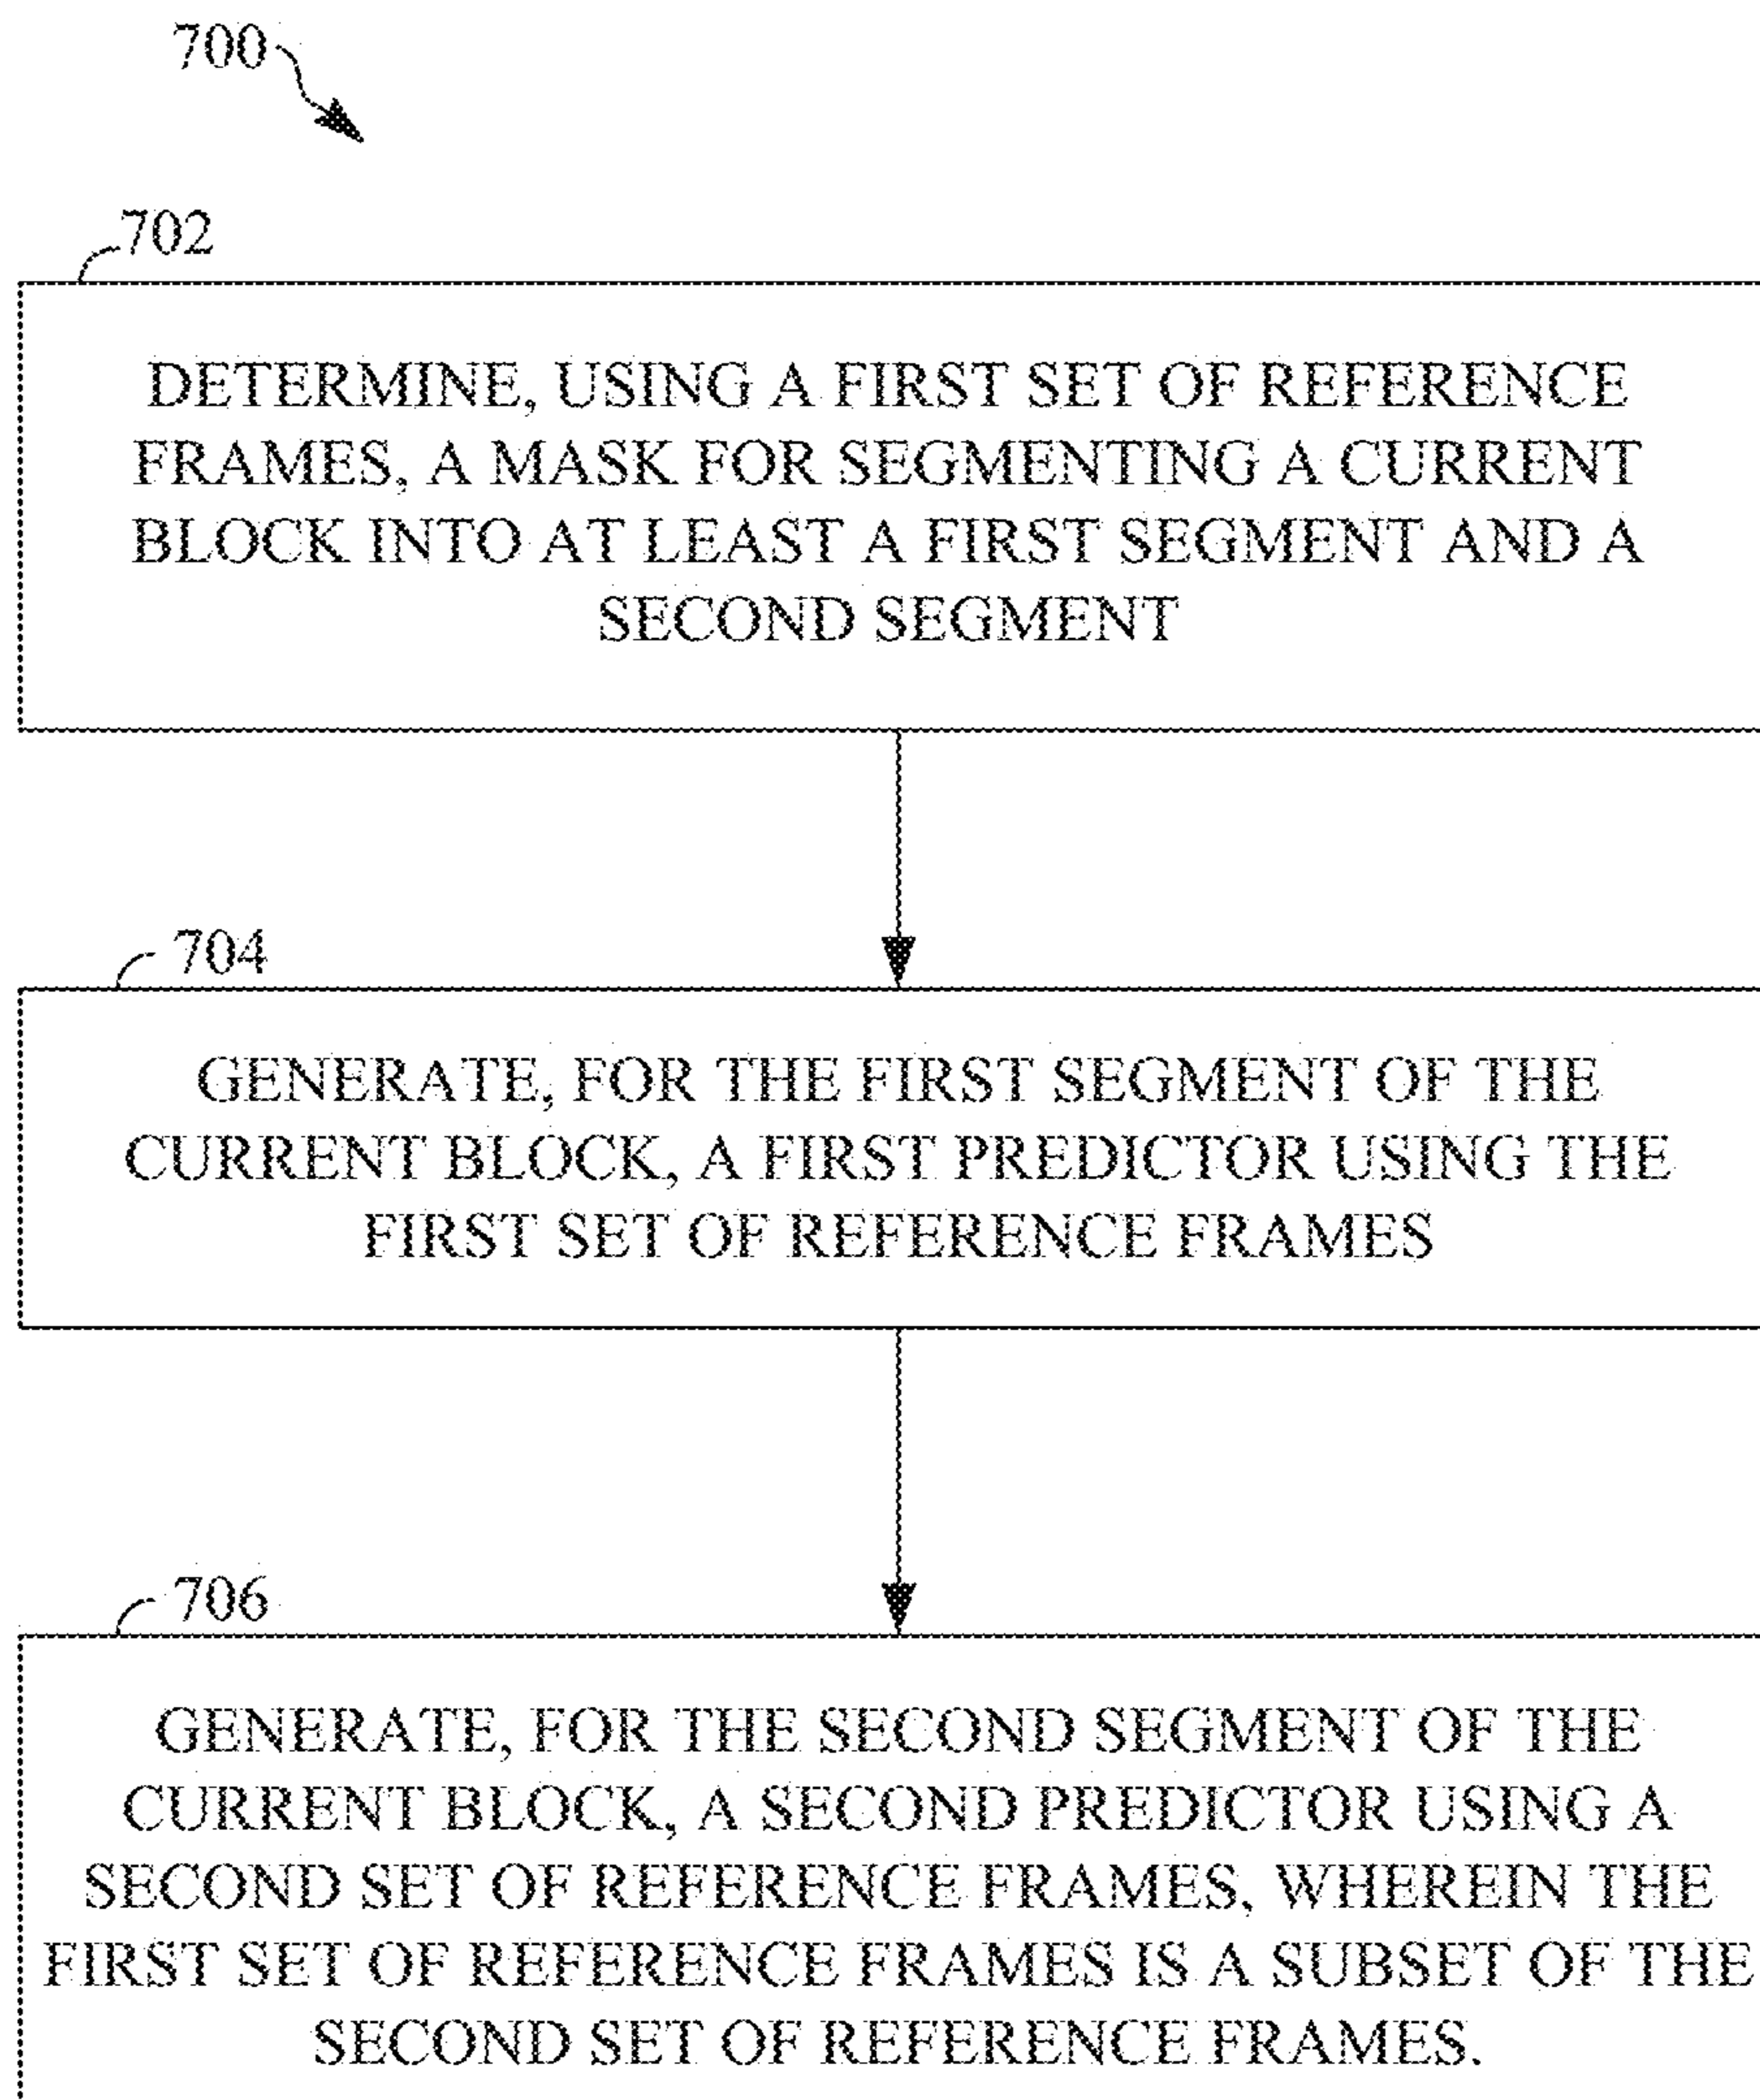 700
702
DETERMINE, USING A FIRST SET OF REFERENCE
FRAMES, A MASK FOR SEGMENTING A CURRENT
BLOCK INTO AT LEAST A FIRST SEGMENT AND A
SECOND SEGMENT
704
GENERATE, FOR THE FIRST SEGMENT OF THE
CURRENT BLOCK, A FIRST PREDICTOR USING THE
FIRST SET OF REFERENCE FRAMES
706
GENERATE, FOR THE SECOND SEGMENT OF THE
CURRENT BLOCK, A SECOND PREDICTOR USING A
SECOND SET OF REFERENCE FRAMES, WHEREIN THE
FIRST SET OF REFERENCE FRAMES IS A SUBSET OF THE
SECOND SET OF REFERENCE FRAMES.